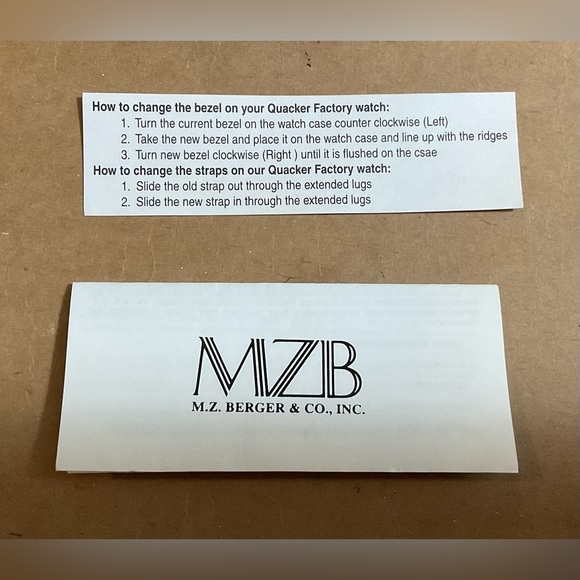 How to change the bezel on your Quacker Factory watch:
1. Turn the current bezel on the watch case counter clockwise (Left)
2. Take the new bezel and place it on the watch case and line up with the ridges
3. Turn new bezel clockwise (Right ) until it is flushed on the csae
How to change the straps on our Quacker Factory watch:
1. Slide the old strap out through the extended lugs
2. Slide the new strap in through the extended lugs
MZB
M.Z. BERGER & CO., INC.